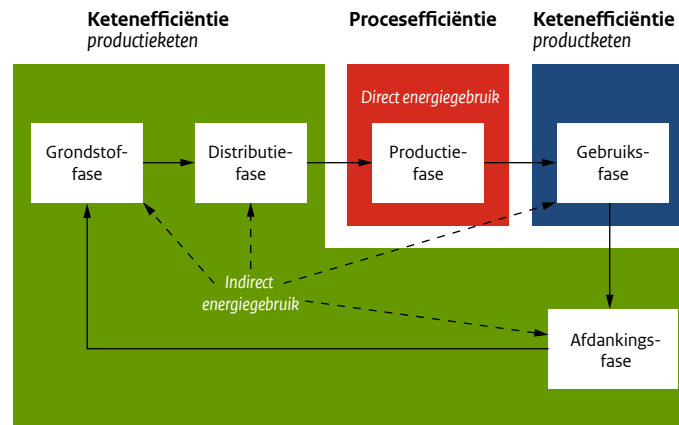 Ketenefficiëntie
productieketen
Procesefficiëntie
Ketenefficiëntie
productketen
Direct energiegebruik
Grondstof-
fase
Distributie-
fase
Productie-
fase
Gebruiks-
fase
Indirect
energiegebruik
Afdankings-
fase